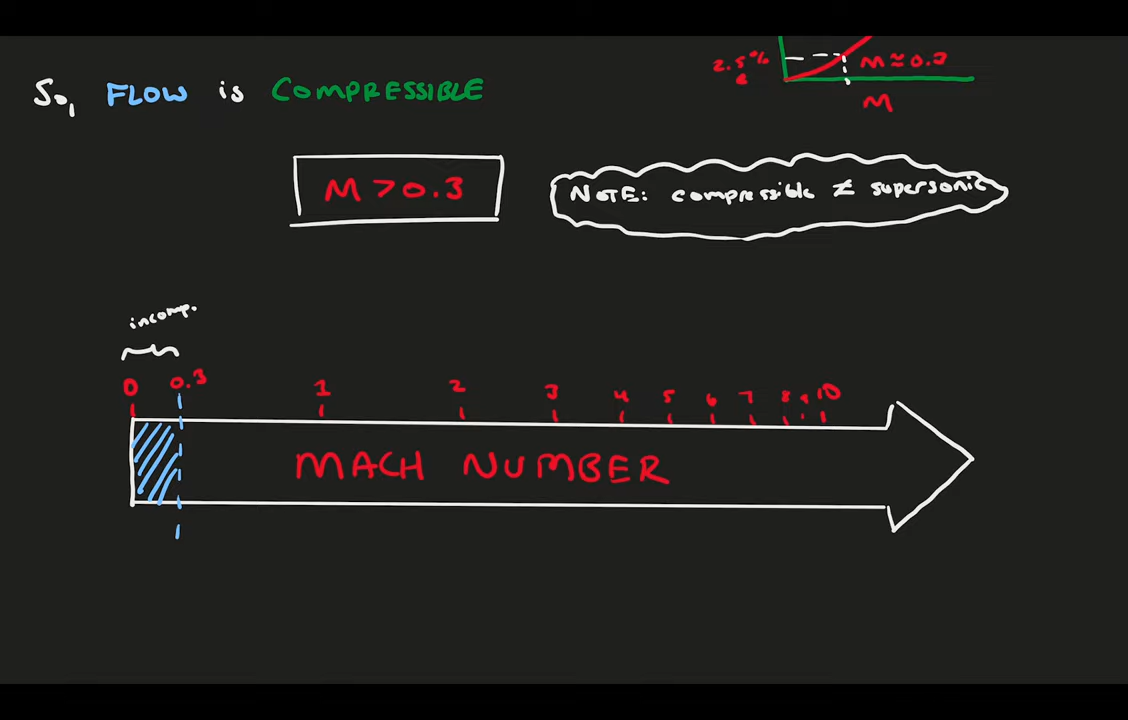 2.5%
M ≈ 0.3
M
So, FLOW is COMPRESSIBLE
M > 0.3
NOTE: compressible ≠ supersonic
incomp.
0 0.3 1 2 3 4 5 6 7 8 9 10
MACH NUMBER